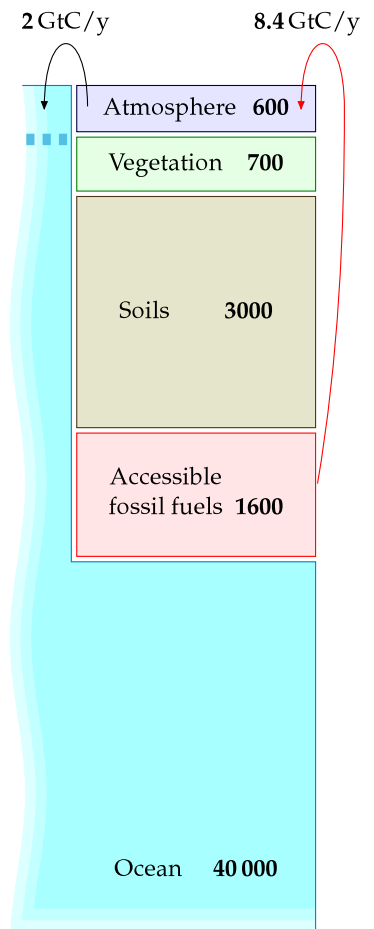 2 GtC/y
8.4 GtC/y
Atmosphere 600
Vegetation 700
Soils 3000
Accessible
fossil fuels 1600
Ocean 40 000